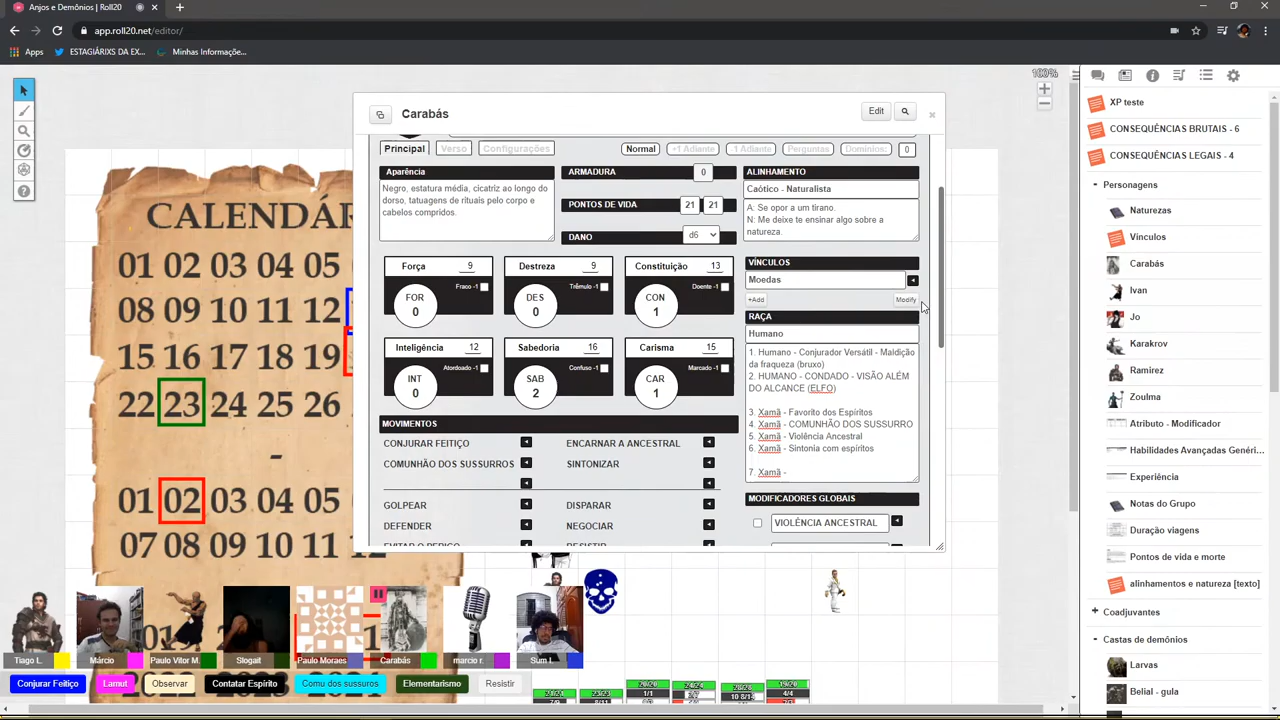 Anjos e Demônios | Roll20
app.roll20.net/editor/
Apps
ESTAGIÁRIXS DA EX...
Minhas Informaçõe...
100%
Carabás
Edit
Principal
Verso
Configurações
Normal
+1 Adiante
-1 Adiante
Perguntas
Domínios:
0
Aparência
Negro, estatura média, cicatriz ao longo do
dorso, tatuagens de rituais pelo corpo e
cabelos compridos.
ARMADURA
0
PONTOS DE VIDA
21
21
DANO
d6
ALINHAMENTO
Caótico - Naturalista
A: Se opor a um tirano.
N: Me deixe te ensinar algo sobre a
natureza.
Força 9
Fraco -1
FOR
0
Destreza 9
Trêmulo -1
DES
0
Constituição 13
Doente -1
CON
1
Inteligência 12
Atordoado -1
INT
0
Sabedoria 16
Confuso -1
SAB
2
Carisma 15
Marcado -1
CAR
1
VÍNCULOS
Moedas
+Add
Modify
RAÇA
Humano
1. Humano - Conjurador Versátil - Maldição
da fraqueza (bruxo)
2. HUMANO - CONDADO - VISÃO ALÉM
DO ALCANCE (ELFO)
3. Xamã - Favorito dos Espíritos
4. Xamã - COMUNHÃO DOS SUSSURRO
5. Xamã - Violência Ancestral
6. Xamã - Sintonia com espíritos
7. Xamã -
MODIFICADORES GLOBAIS
VIOLÊNCIA ANCESTRAL
MOVIMENTOS
CONJURAR FEITIÇO
ENCARNAR A ANCESTRAL
COMUNHÃO DOS SUSSURROS
SINTONIZAR
GOLPEAR
DISPARAR
DEFENDER
NEGOCIAR
EVITAR O PERIGO
RESISTIR
CALENDÁR
01 02 03 04 05
08 09 10 11 12
15 16 17 18 19
22 23 24 25 26
-
01 02 03 04 05
07 08 09 10 11 12
XP teste
CONSEQUÊNCIAS BRUTAIS - 6
CONSEQUÊNCIAS LEGAIS - 4
Personagens
Naturezas
Vínculos
Carabás
Ivan
Jo
Karakrov
Ramirez
Zoulma
Atributo - Modificador
Habilidades Avançadas Genéri...
Experiência
Notas do Grupo
Duração viagens
Pontos de vida e morte
alinhamentos e natureza [texto]
Coadjuvantes
Castas de demônios
Larvas
Belial - gula
Tiago L.
Márcio
Paulo Vitor M.
Slogait
Paulo Moraes
Carabás
marcio r.
Sum I.
Conjurar Feitiço
Lamut
Observar
Contatar Espírito
Comu dos sussuros
Elementarismo
Resistir